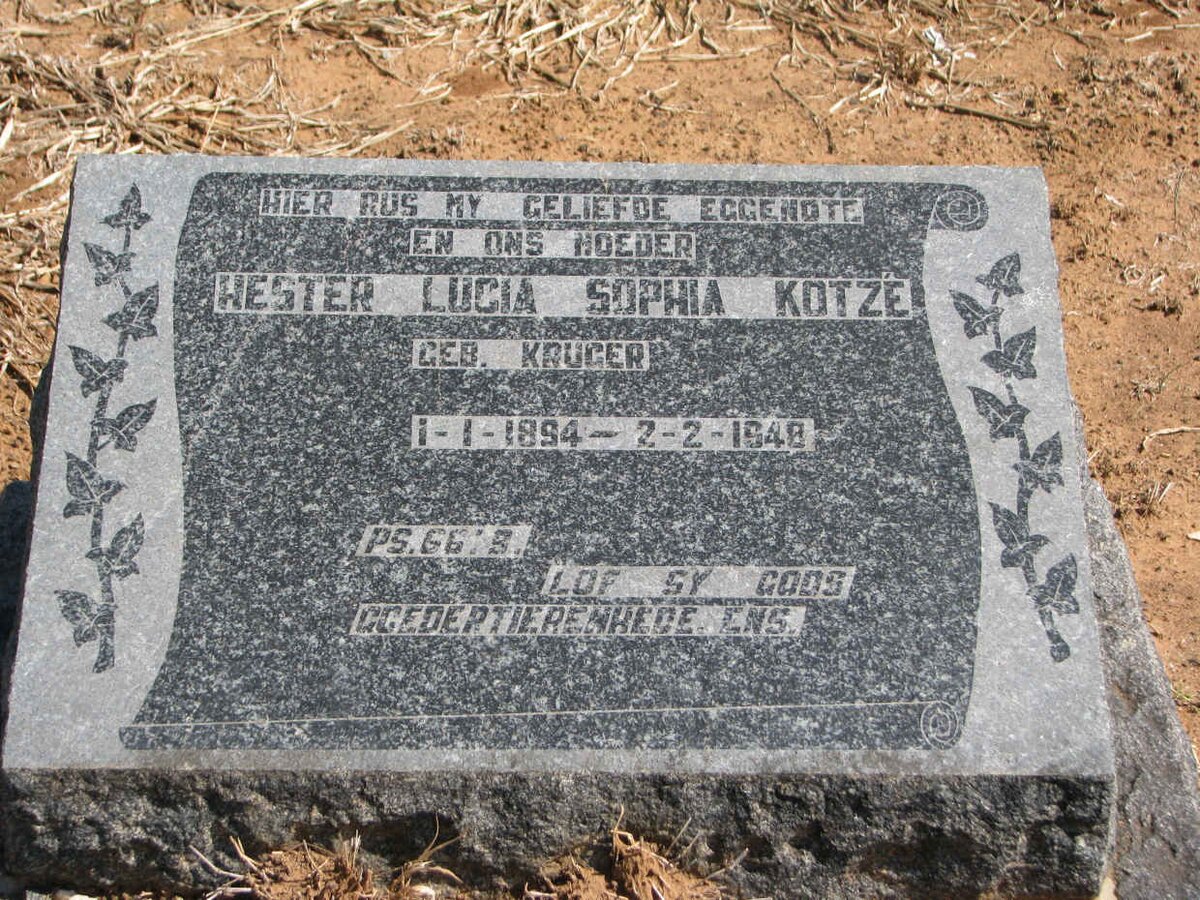 HIER RUS MY GELIEFDE EGGENOTE
EN ONS MOEDER
HESTER LUCIA SOPHIA KOTZÉ
GEB. KRUGER
1-1-1894 — 2-2-1948
PS. 66:9.
LOF SY GODS
GOEDERTIERENHEDE. ENS.